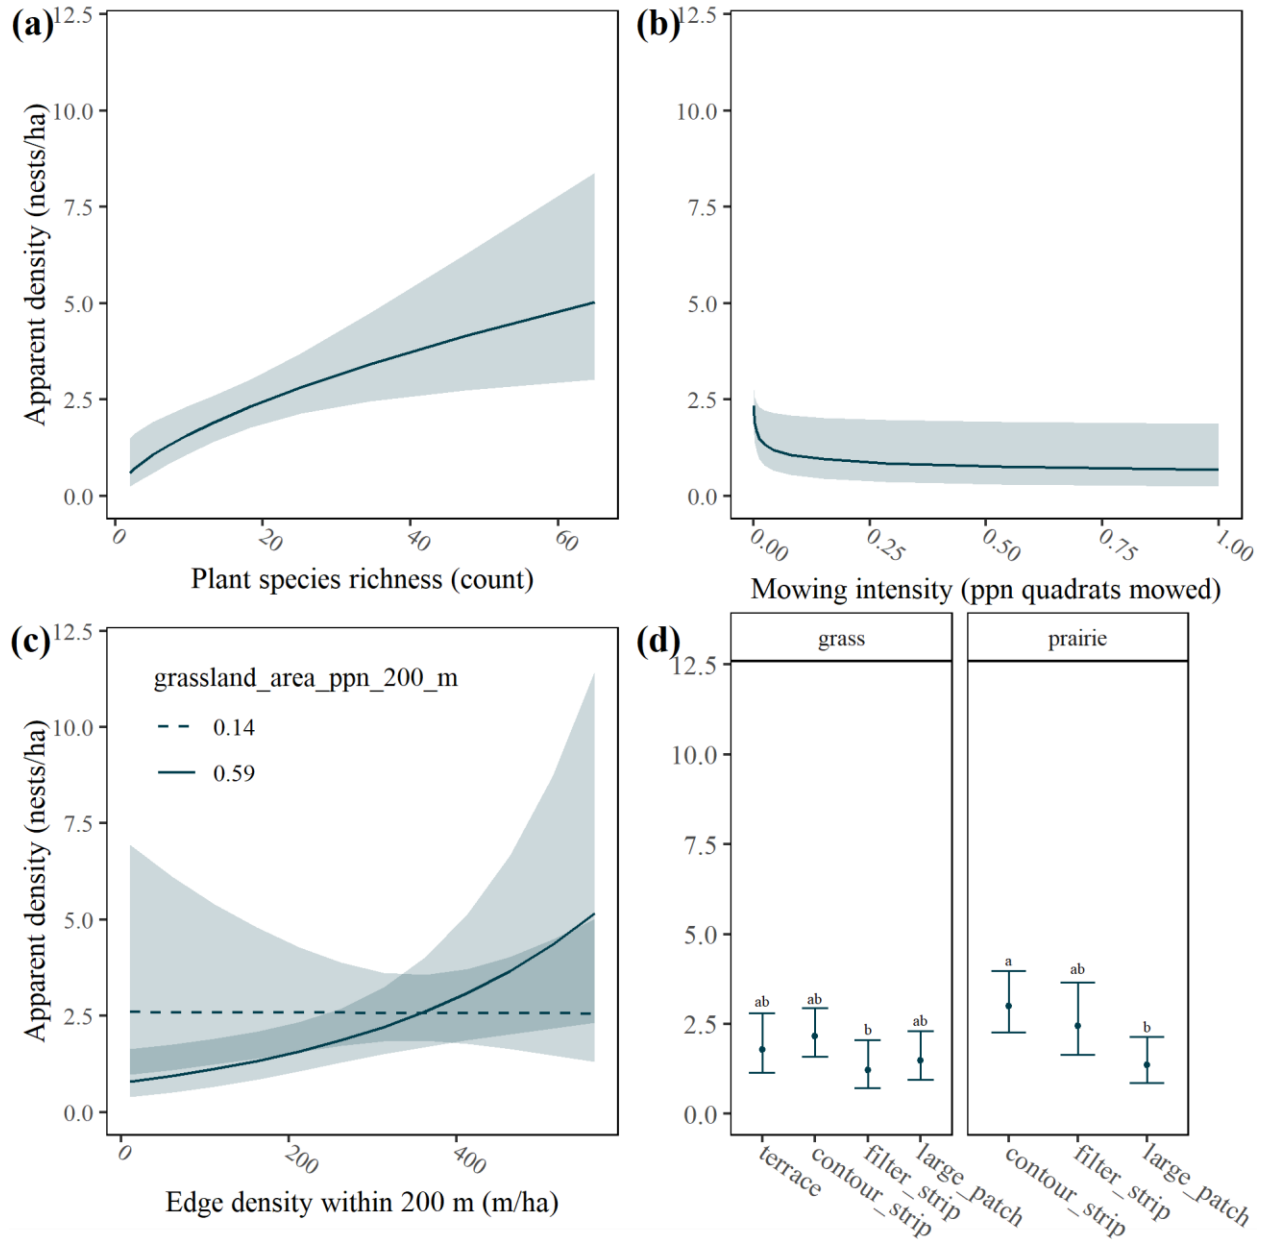 (a)
12.5
10.0
7.5
5.0
2.5
0.0
Apparent density (nests/ha)
0 20 40 60
Plant species richness (count)
(b)
12.5
10.0
7.5
5.0
2.5
0.0
0.00 0.25 0.50 0.75 1.00
Mowing intensity (ppn quadrats mowed)
(c)
12.5
10.0
7.5
5.0
2.5
0.0
Apparent density (nests/ha)
grassland_area_ppn_200_m
0.14
0.59
0 200 400
Edge density within 200 m (m/ha)
(d)
grass prairie
12.5
10.0
7.5
5.0
2.5
0.0
ab ab b ab a ab b
terrace contour_strip filter_strip large_patch contour_strip filter_strip large_patch